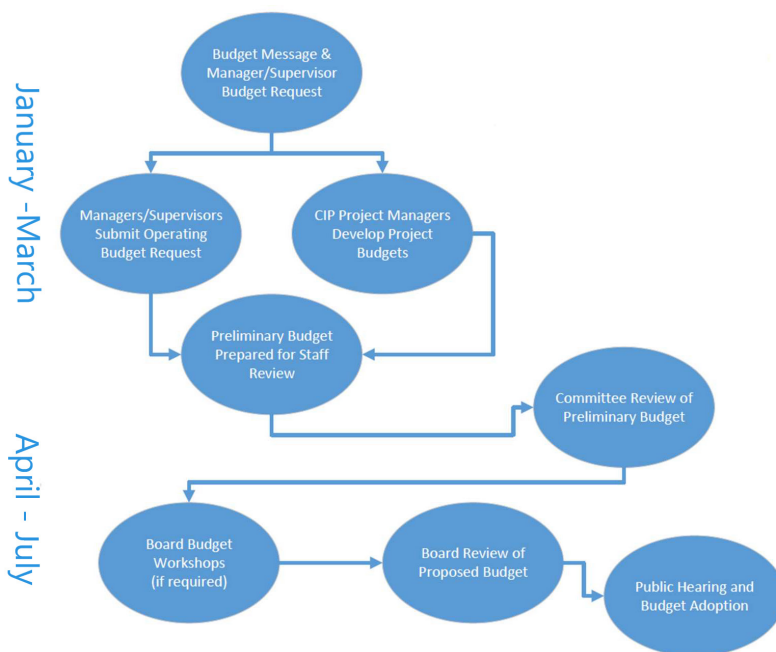 Budget Message &
Manager/Supervisor
Budget Request
January -March
Managers/Supervisors
Submit Operating
Budget Request
CIP Project Managers
Develop Project
Budgets
Preliminary Budget
Prepared for Staff
Review
Committee Review of
Preliminary Budget
April - July
Board Budget
Workshops
(if required)
Board Review of
Proposed Budget
Public Hearing and
Budget Adoption